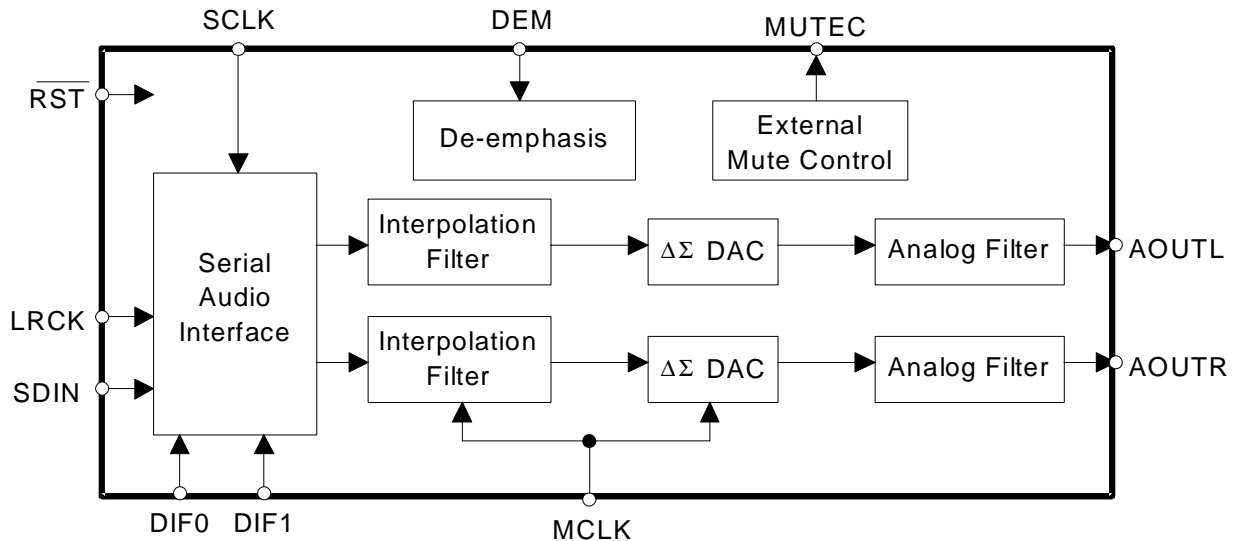 SCLK
DEM
MUTEC
RST
De-emphasis
External
Mute Control
Serial
Audio
Interface
Interpolation
Filter
ΔΣ DAC
Analog Filter
AOUTL
LRCK
Interpolation
Filter
ΔΣ DAC
Analog Filter
AOUTR
SDIN
DIF0
DIF1
MCLK